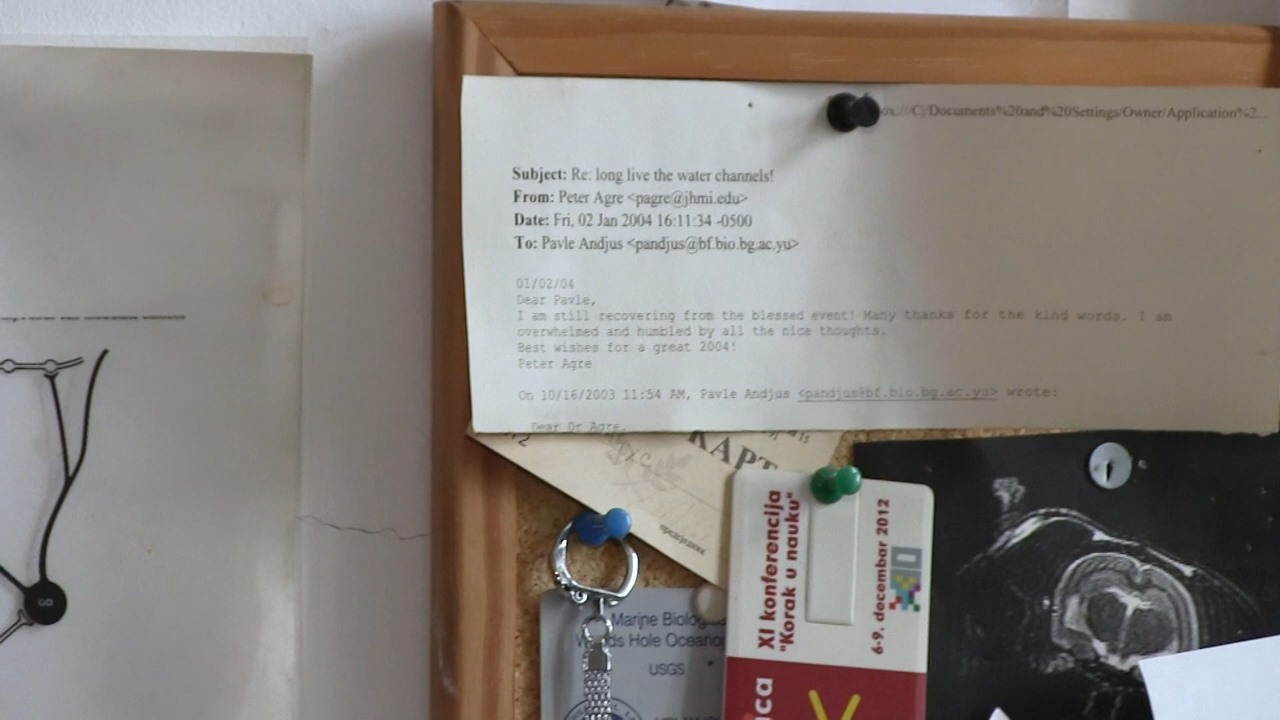 ox:///C|/Documents%20and%20Settings/Owner/Application%2...
Subject: Re: long live the water channels!
From: Peter Agre <pagre@jhmi.edu>
Date: Fri, 02 Jan 2004 16:11:34 -0500
To: Pavle Andjus <pandjus@bf.bio.bg.ac.yu>
01/02/04
Dear Pavle,
I am still recovering from the blessed event! Many thanks for the kind words. I am
overwhelmed and humbled by all the nice thoughts.
Best wishes for a great 2004!
Peter Agre
On 10/16/2003 11:54 AM, Pavle Andjus <pandjus@bf.bio.bg.ac.yu> wrote:
Dear Dr Agre,
КАРТ
XI konferencija
"Korak u nauku"
6-9. decembar 2012
Marine Biologica
Woods Hole Oceanog
USGS
GO